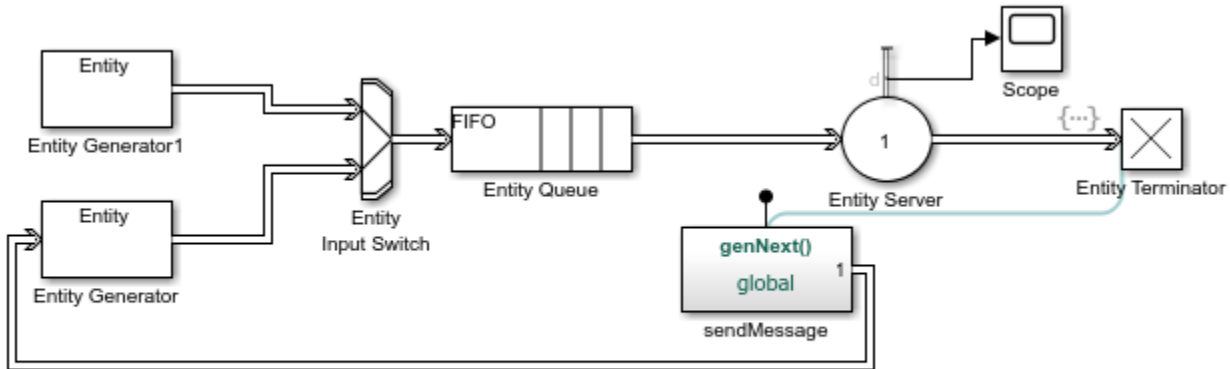 Entity
Entity Generator1
Entity
Entity Generator
Entity
Input Switch
FIFO
Entity Queue
1
Entity Server
d
Scope
{...}
Entity Terminator
genNext()
global
1
sendMessage